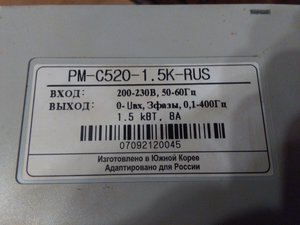 PM-C520-1.5K-RUS
ВХОД: 200-230В, 50-60Гц
ВЫХОД: 0-Uвх, 3фазы, 0,1-400Гц
1.5 кВТ, 8А
07092120045
Изготовлено в Южной Корее
Адаптировано для России